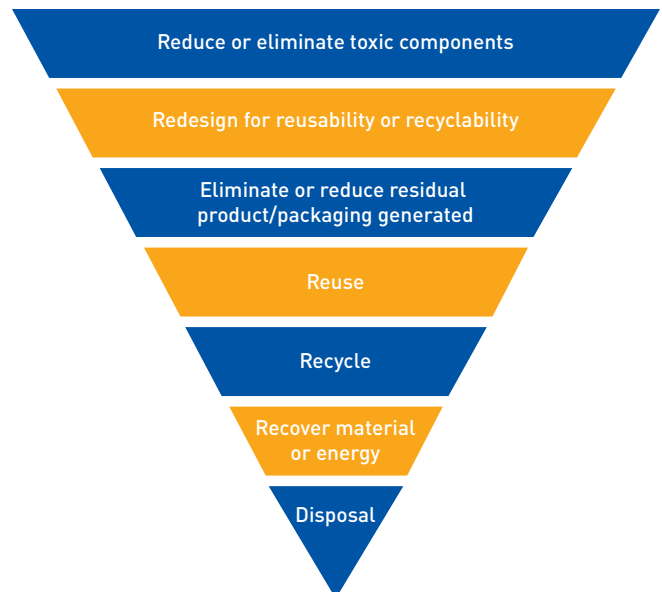 Reduce or eliminate toxic components
Redesign for reusability or recyclability
Eliminate or reduce residual
product/packaging generated
Reuse
Recycle
Recover material
or energy
Disposal